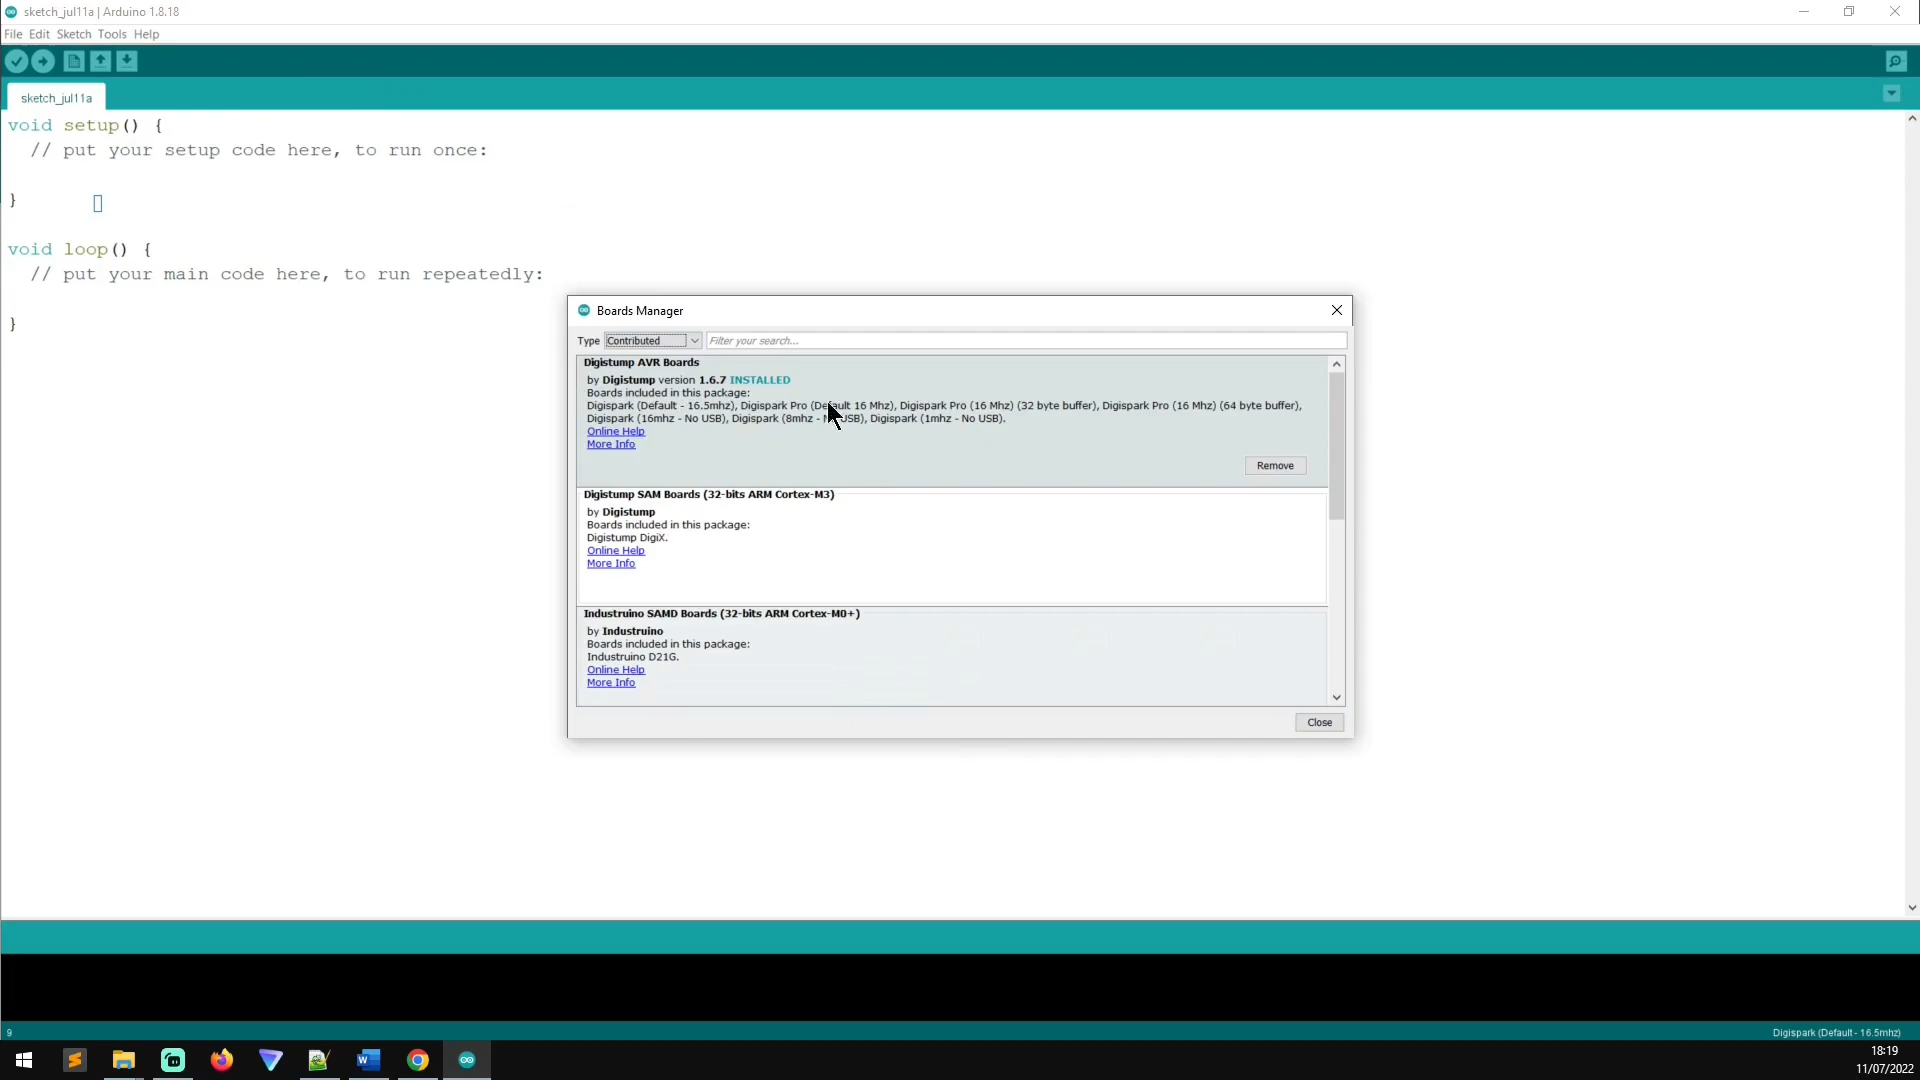 sketch_jul11a | Arduino 1.8.18
File Edit Sketch Tools Help
sketch_jul11a
void setup() {
// put your setup code here, to run once:
}
void loop() {
// put your main code here, to run repeatedly:
}
Boards Manager
Type Contributed Filter your search...
Digistump AVR Boards
by Digistump version 1.6.7 INSTALLED
Boards included in this package:
Digispark (Default - 16.5mhz), Digispark Pro (Default 16 Mhz), Digispark Pro (16 Mhz) (32 byte buffer), Digispark Pro (16 Mhz) (64 byte buffer),
Digispark (16mhz - No USB), Digispark (8mhz - No USB), Digispark (1mhz - No USB).
Online Help
More Info
Remove
Digistump SAM Boards (32-bits ARM Cortex-M3)
by Digistump
Boards included in this package:
Digistump DigiX.
Online Help
More Info
Industruino SAMD Boards (32-bits ARM Cortex-M0+)
by Industruino
Boards included in this package:
Industruino D21G.
Online Help
More Info
Close
9 Digispark (Default - 16.5mhz)
18:19
11/07/2022